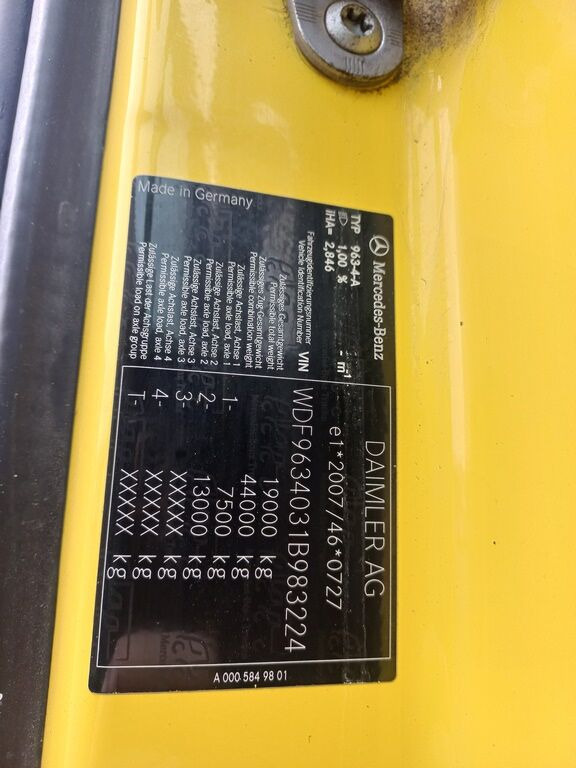 Mercedes-Benz
DAIMLER AG
TYP 963-4-A
e1*2007/46*0727
1,00 %
- m⁻¹
iHA= 2,846
Fahrzeugidentifizierungsnummer
Vehicle Identification Number
VIN
WDF9634031B983224
Zulässiges Gesamtgewicht
Permissible total weight
19000 kg
Zulässiges Zug-Gesamtgewicht
Permissible combination weight
44000 kg
Zulässige Achslast, Achse 1
Permissible axle load, axle 1
1- 7500 kg
Zulässige Achslast, Achse 2
Permissible axle load, axle 2
2- 13000 kg
Zulässige Achslast, Achse 3
Permissible axle load, axle 3
3- XXXXX kg
Zulässige Achslast, Achse 4
Permissible axle load, axle 4
4- XXXXX kg
Zulässige Last der Achsgruppe
Permissible load on axle group
T- XXXXX kg
Made in Germany
A 000 584 98 01